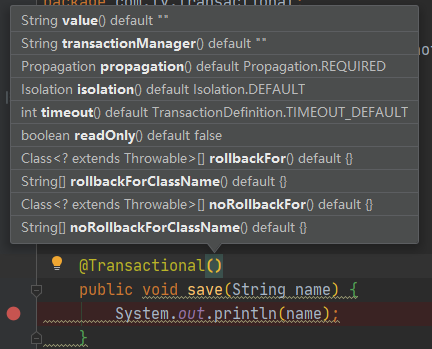 package com.ty.transactional;
String value() default ""
String transactionManager() default ""
Propagation propagation() default Propagation.REQUIRED
Isolation isolation() default Isolation.DEFAULT
int timeout() default TransactionDefinition.TIMEOUT_DEFAULT
boolean readOnly() default false
Class<? extends Throwable>[] rollbackFor() default {}
String[] rollbackForClassName() default {}
Class<? extends Throwable>[] noRollbackFor() default {}
String[] noRollbackForClassName() default {}
@Transactional()
public void save(String name) {
System.out.println(name);
}